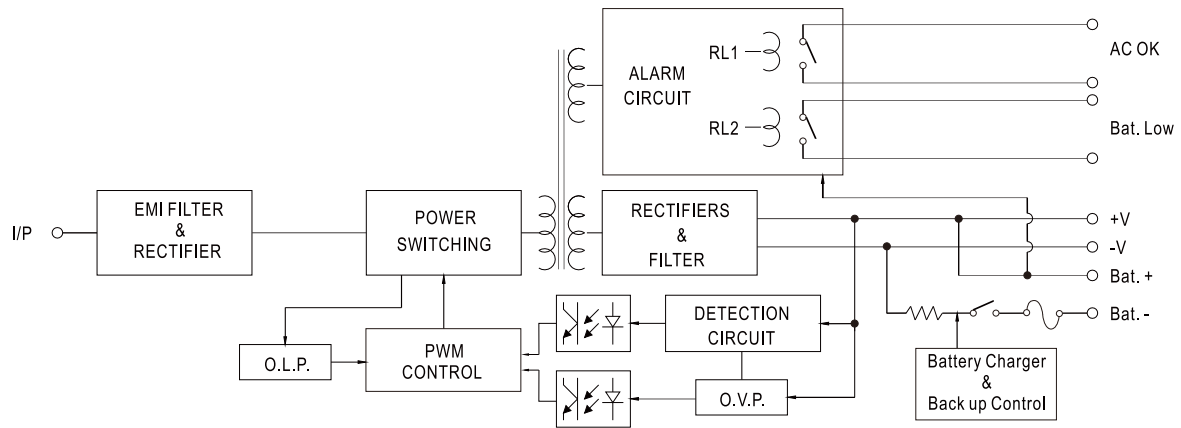 ALARM
CIRCUIT
RL1
RL2
AC OK
Bat. Low
I/P
EMI FILTER
&
RECTIFIER
POWER
SWITCHING
RECTIFIERS
&
FILTER
+V
-V
Bat. +
Bat. -
O.L.P.
PWM
CONTROL
DETECTION
CIRCUIT
O.V.P.
Battery Charger
&
Back up Control